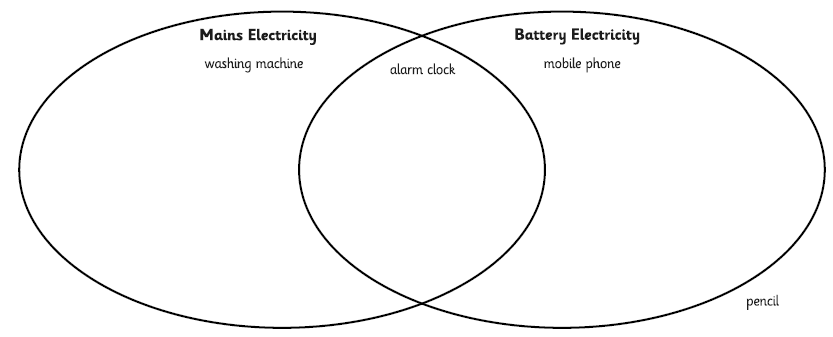 Mains Electricity
Battery Electricity
washing machine
alarm clock
mobile phone
pencil